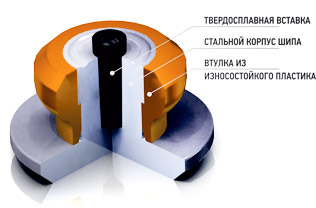 ТВЕРДОСПЛАВНАЯ ВСТАВКА
СТАЛЬНОЙ КОРПУС ШИПА
ВТУЛКА ИЗ
ИЗНОСОСТОЙКОГО ПЛАСТИКА